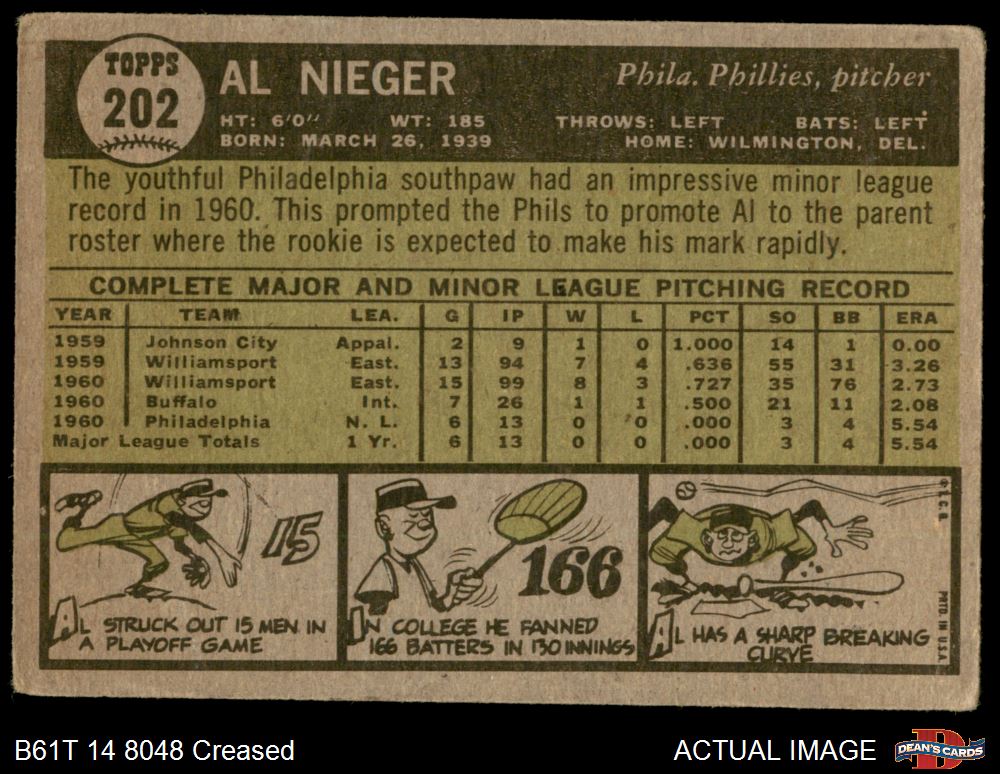 TOPPS
202
AL NIEGER
Phila. Phillies, pitcher
HT: 6'0" WT: 185 THROWS: LEFT BATS: LEFT
BORN: MARCH 26, 1939 HOME: WILMINGTON, DEL.
The youthful Philadelphia southpaw had an impressive minor league
record in 1960. This prompted the Phils to promote Al to the parent
roster where the rookie is expected to make his mark rapidly.
COMPLETE MAJOR AND MINOR LEAGUE PITCHING RECORD
YEAR TEAM LEA. G IP W L PCT SO BB ERA
1959 Johnson City Appal. 2 9 1 0 1.000 14 1 0.00
1959 Williamsport East. 13 94 7 4 .636 55 31 3.26
1960 Williamsport East. 15 99 8 3 .727 35 76 2.73
1960 Buffalo Int. 7 26 1 1 .500 21 11 2.08
1960 Philadelphia N. L. 6 13 0 0 .000 3 4 5.54
Major League Totals 1 Yr. 6 13 0 0 .000 3 4 5.54
15
AL STRUCK OUT 15 MEN IN
A PLAYOFF GAME
166
IN COLLEGE HE FANNED
166 BATTERS IN 130 INNINGS
AL HAS A SHARP BREAKING
CURVE
© T.C.G. PRTD. IN U.S.A.
B61T 14 8048 Creased
ACTUAL IMAGE
D
DEAN'S CARDS